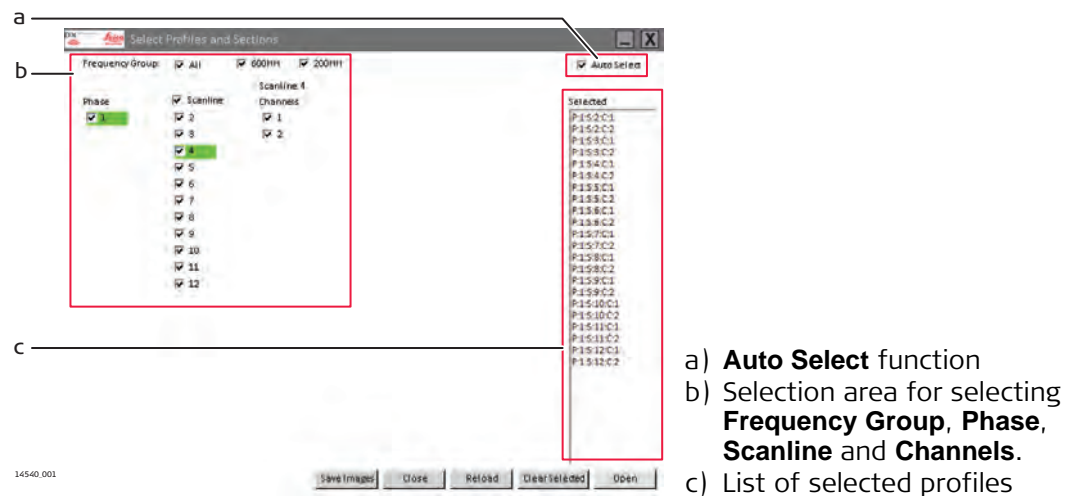 a
Leica Select Profiles and Sections
b
Frequency Group: All 600MH 200MH
Auto Select
Scanline:4
Phase Scanline Channels
Selected
1 2 1
3 2
4
5
6
7
8
9
10
11
12
P:1:S:2:C:1
P:1:S:2:C:2
P:1:S:3:C:1
P:1:S:3:C:2
P:1:S:4:C:1
P:1:S:4:C:2
P:1:S:5:C:1
P:1:S:5:C:2
P:1:S:6:C:1
P:1:S:6:C:2
P:1:S:7:C:1
P:1:S:7:C:2
P:1:S:8:C:1
P:1:S:8:C:2
P:1:S:9:C:1
P:1:S:9:C:2
P:1:S:10:C:1
P:1:S:10:C:2
P:1:S:11:C:1
P:1:S:11:C:2
P:1:S:12:C:1
P:1:S:12:C:2
c
Save Images Close Reload Clear Selected Open
14540_001
a) Auto Select function
b) Selection area for selecting
Frequency Group, Phase,
Scanline and Channels.
c) List of selected profiles